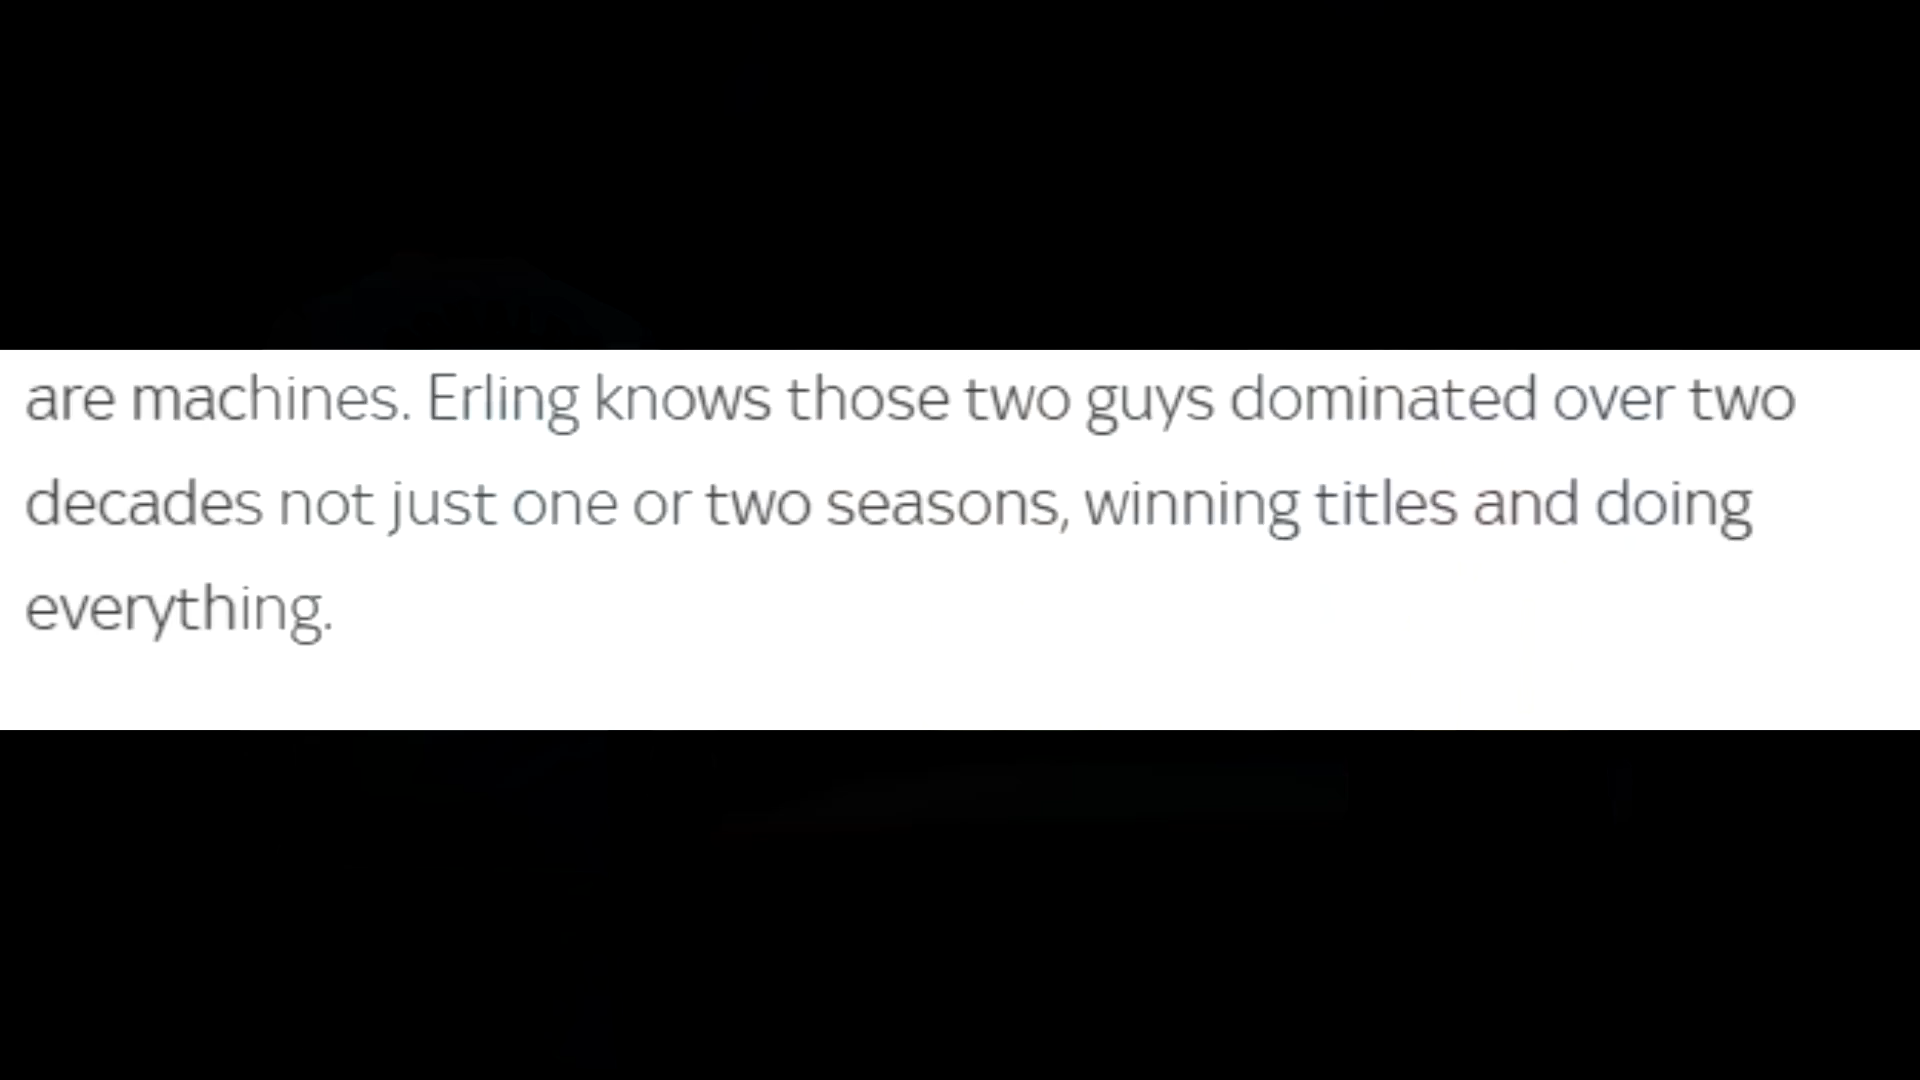 are machines. Erling knows those two guys dominated over two
decades not just one or two seasons, winning titles and doing
everything.